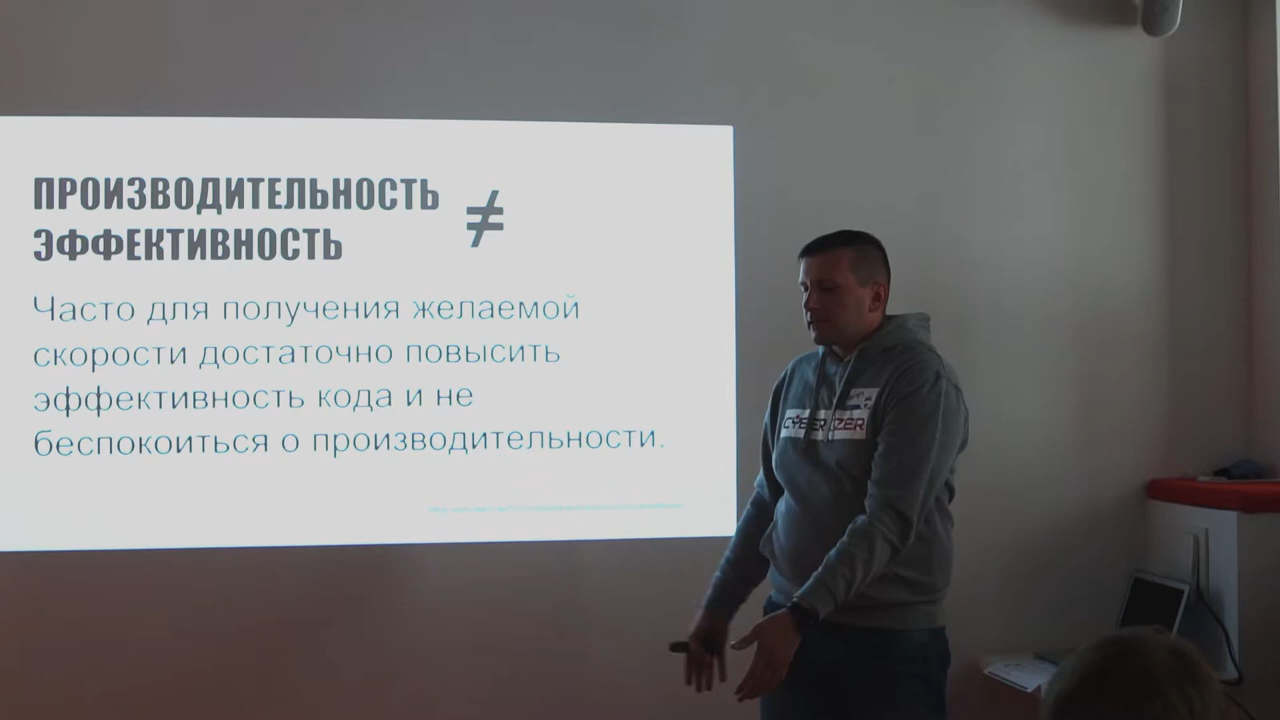 ПРОИЗВОДИТЕЛЬНОСТЬ ≠
ЭФФЕКТИВНОСТЬ
Часто для получения желаемой
скорости достаточно повысить
эффективность кода и не
беспокоиться о производительности.